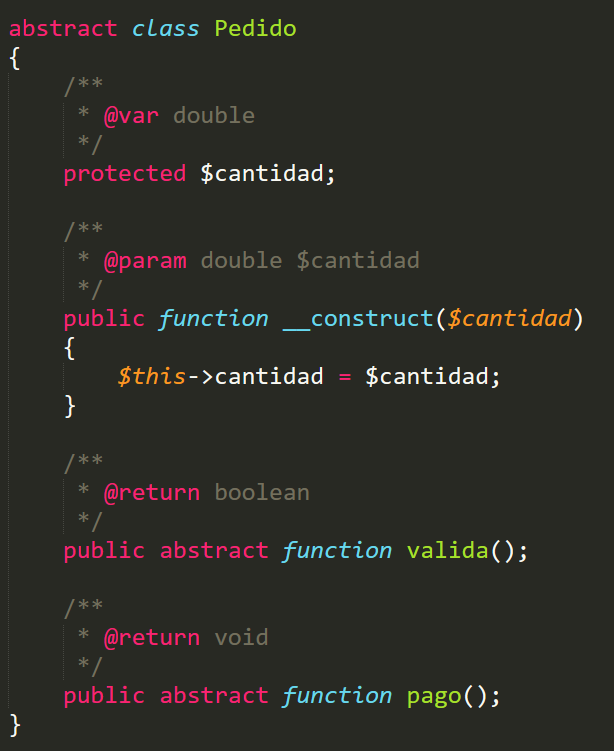 abstract class Pedido
{
    /**
     * @var double
     */
    protected $cantidad;

    /**
     * @param double $cantidad
     */
    public function __construct($cantidad)
    {
        $this->cantidad = $cantidad;
    }

    /**
     * @return boolean
     */
    public abstract function valida();

    /**
     * @return void
     */
    public abstract function pago();
}